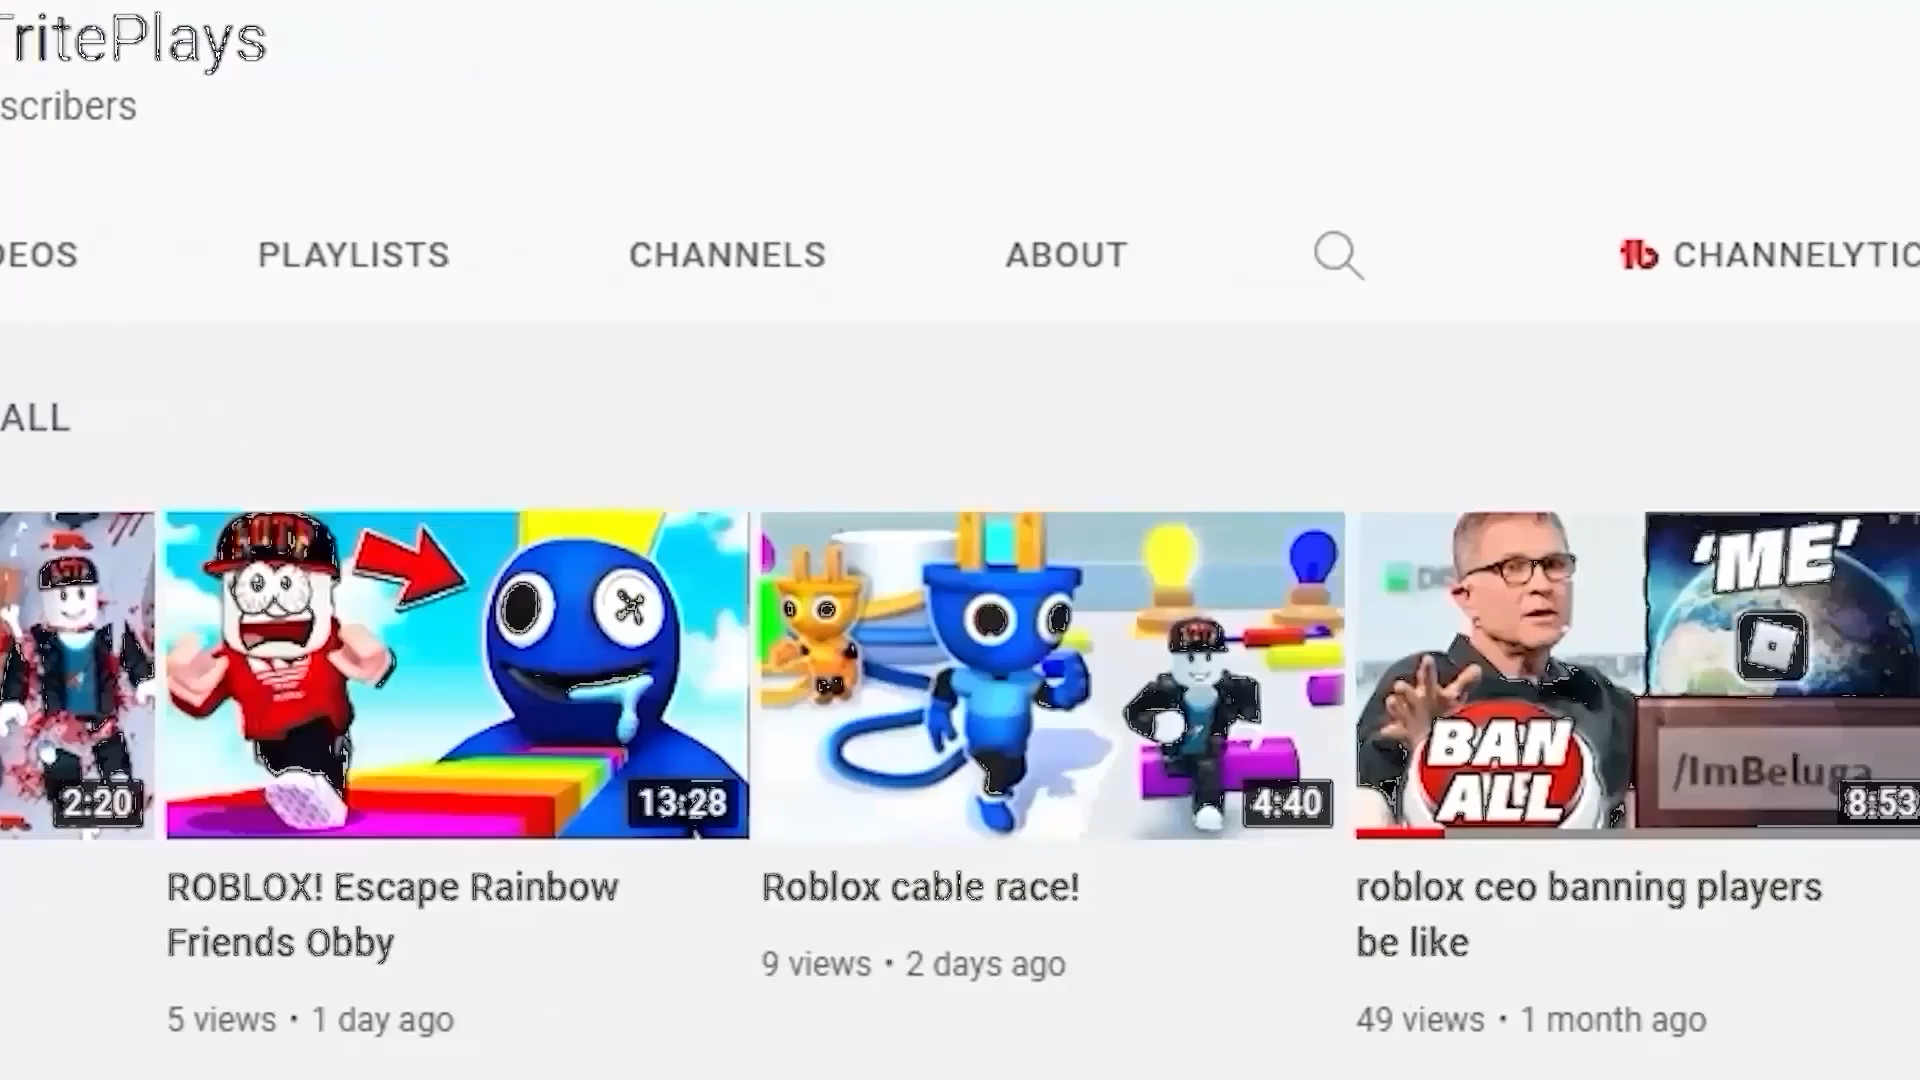 TritePlays
scribers
DEOS
PLAYLISTS
CHANNELS
ABOUT
CHANNELYTIC
ALL
'ME'
BAN
ALL
/ImBeluga
2:20
13:28
4:40
8:53
ROBLOX! Escape Rainbow
Friends Obby
5 views • 1 day ago
Roblox cable race!
9 views • 2 days ago
roblox ceo banning players
be like
49 views • 1 month ago